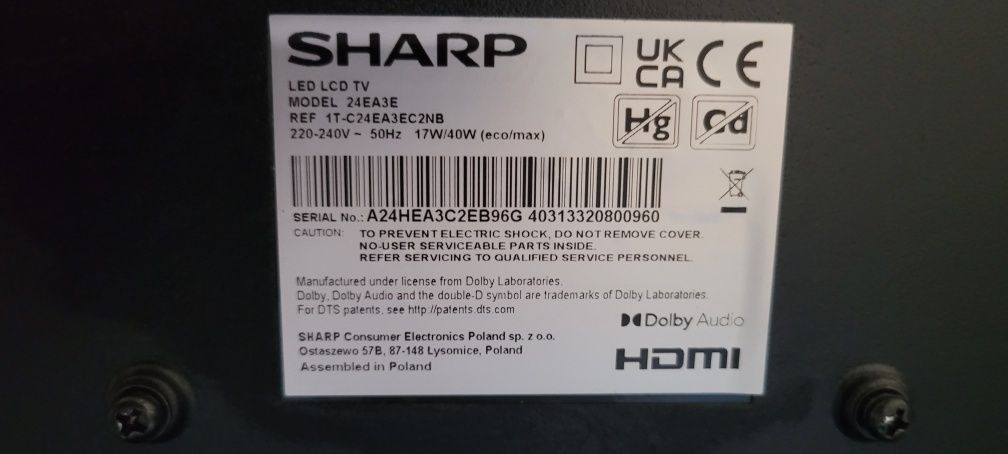 SHARP
UK
CA
CE
LED LCD TV
MODEL 24EA3E
REF 1T-C24EA3EC2NB
220-240V ~ 50Hz 17W/40W (eco/max)
Hg
Cd
SERIAL No.: A24HEA3C2EB96G 40313320800960
CAUTION: TO PREVENT ELECTRIC SHOCK, DO NOT REMOVE COVER.
NO-USER SERVICEABLE PARTS INSIDE.
REFER SERVICING TO QUALIFIED SERVICE PERSONNEL.
Manufactured under license from Dolby Laboratories.
Dolby, Dolby Audio and the double-D symbol are trademarks of Dolby Laboratories.
For DTS patents, see http://patents.dts.com
Dolby Audio
SHARP Consumer Electronics Poland sp. z o.o.
Ostaszewo 57B, 87-148 Lysomice, Poland
Assembled in Poland
HDMI